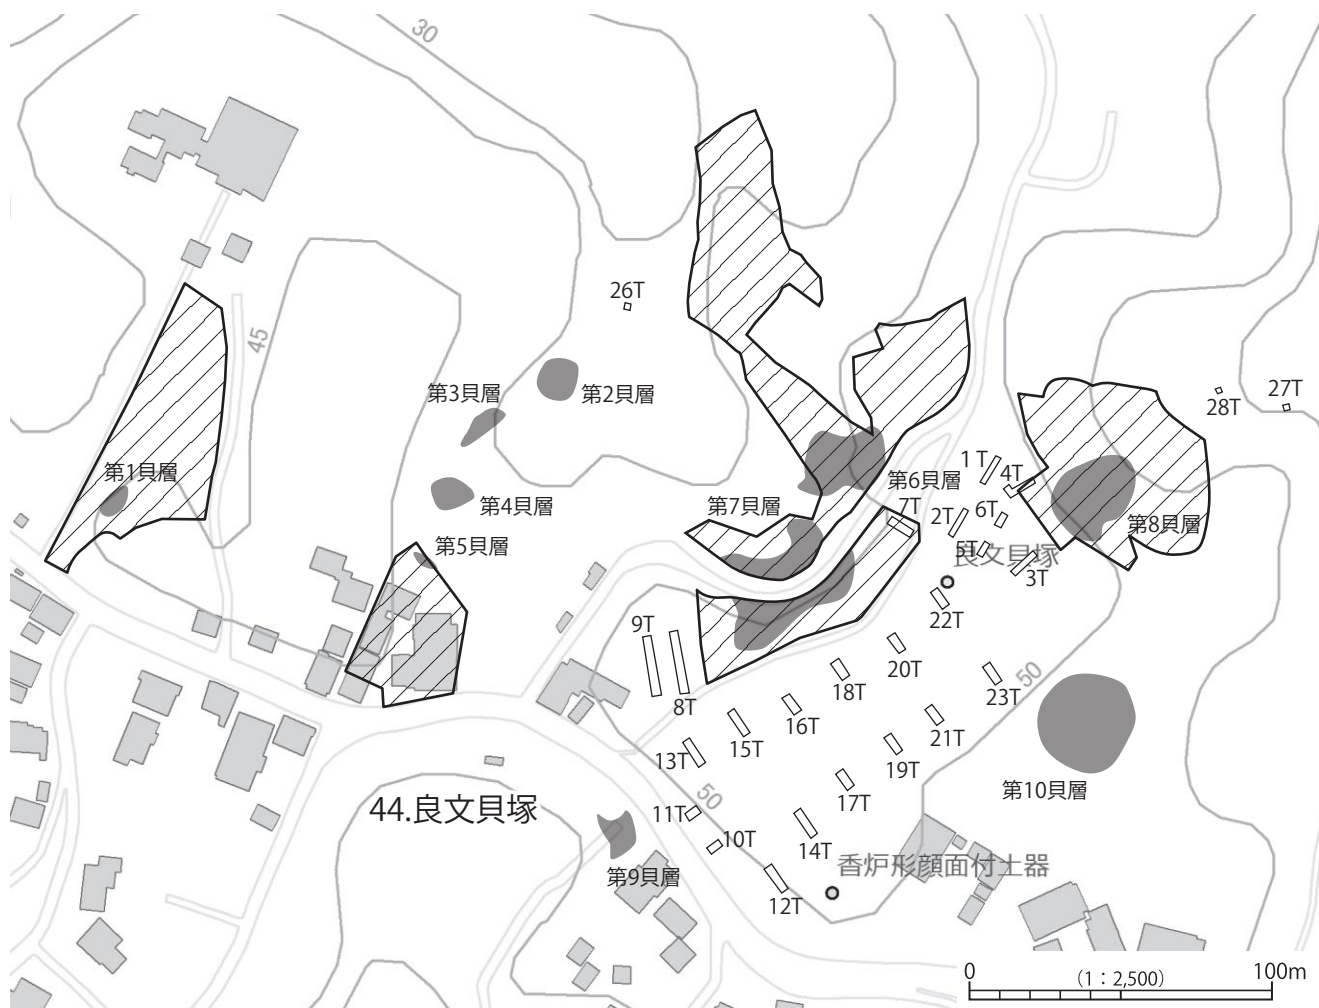 30
45
26T
27T
28T
第3貝層
第2貝層
第1貝層
第4貝層
第5貝層
第7貝層
第6貝層
7T
1T
4T
2T
6T
5T
3T
第8貝層
良文貝塚
9T
8T
22T
20T
18T
23T
16T
15T
21T
13T
19T
50
17T
第10貝層
50
11T
10T
14T
44.良文貝塚
第9貝層
12T
香炉形顔面付土器
0
(1：2,500)
100m